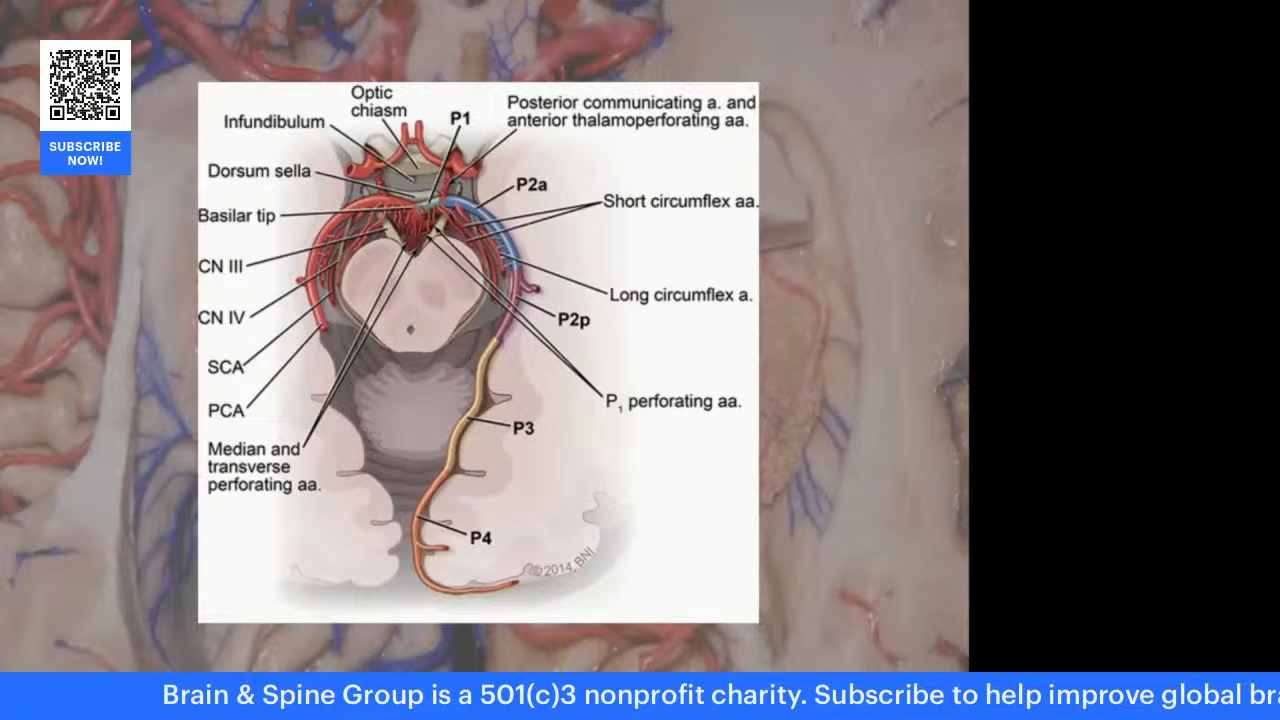 SUBSCRIBE
NOW!
Optic
chiasm
Infundibulum
P1
Posterior communicating a. and
anterior thalamoperforating aa.
Dorsum sella
P2a
Short circumflex aa.
Basilar tip
CN III
Long circumflex a.
CN IV
P2p
SCA
PCA
P1 perforating aa.
P3
Median and
transverse
perforating aa.
P4
©2014, BNI
Brain & Spine Group is a 501(c)3 nonprofit charity. Subscribe to help improve global bra